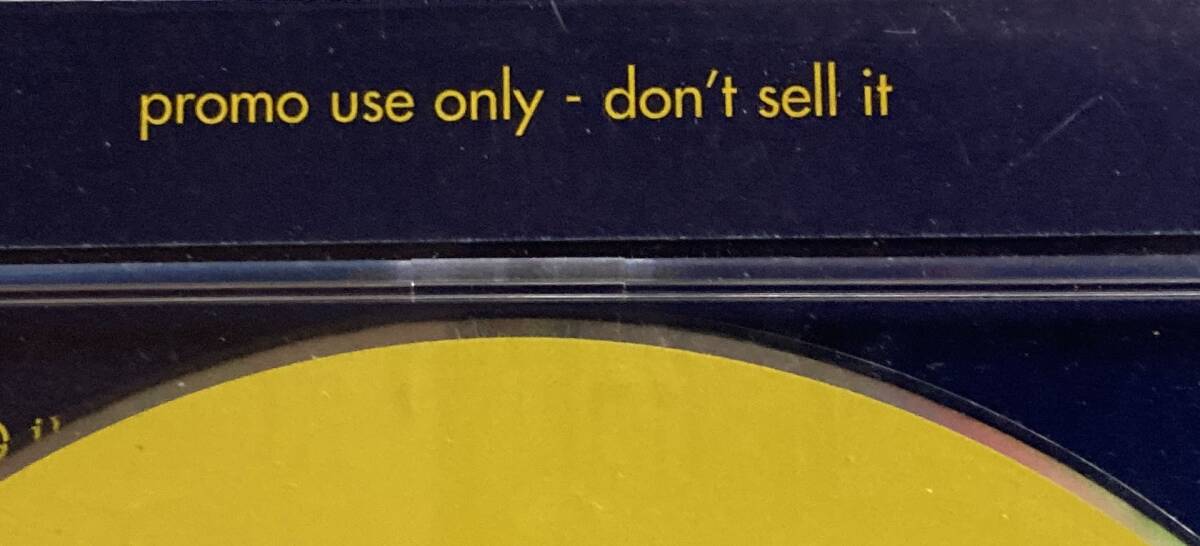 promo use only - don't sell it